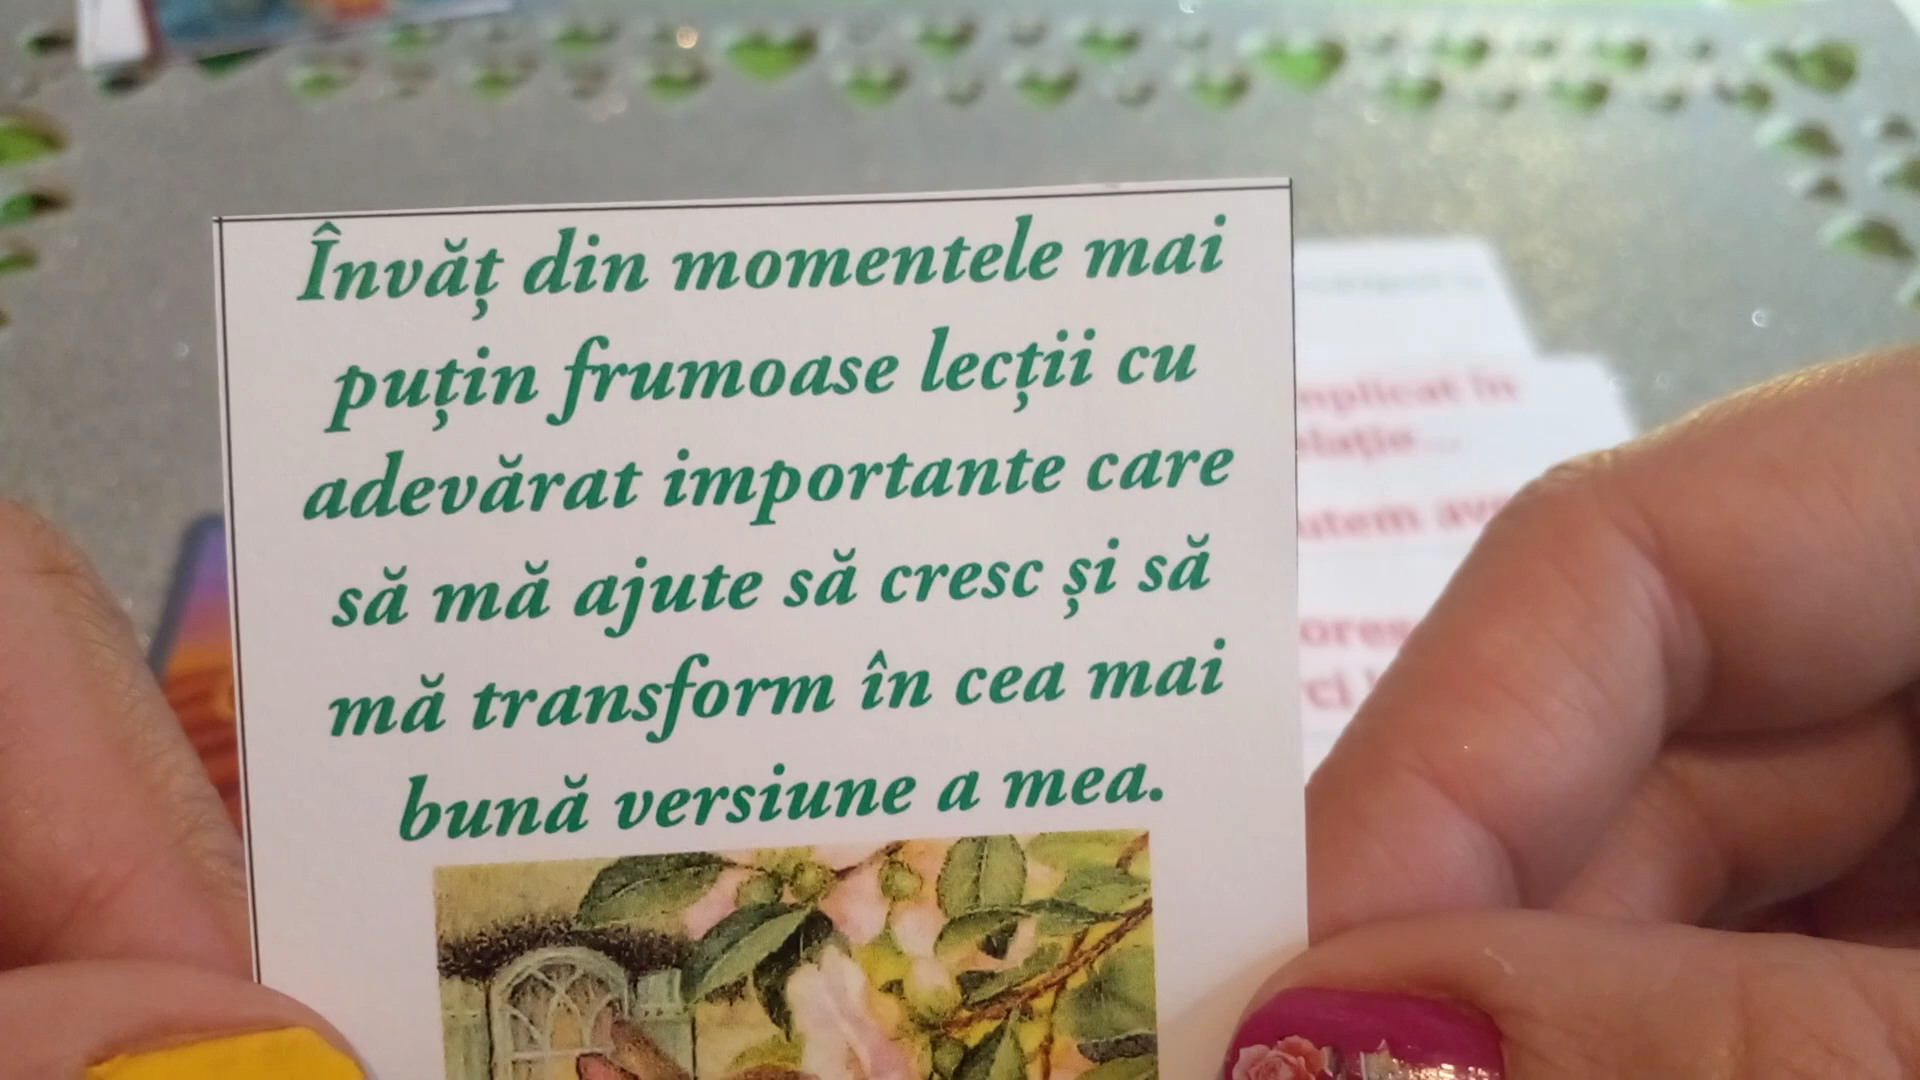 Învăț din momentele mai
puțin frumoase lecții cu
adevărat importante care
să mă ajute să cresc și să
mă transform în cea mai
bună versiune a mea.